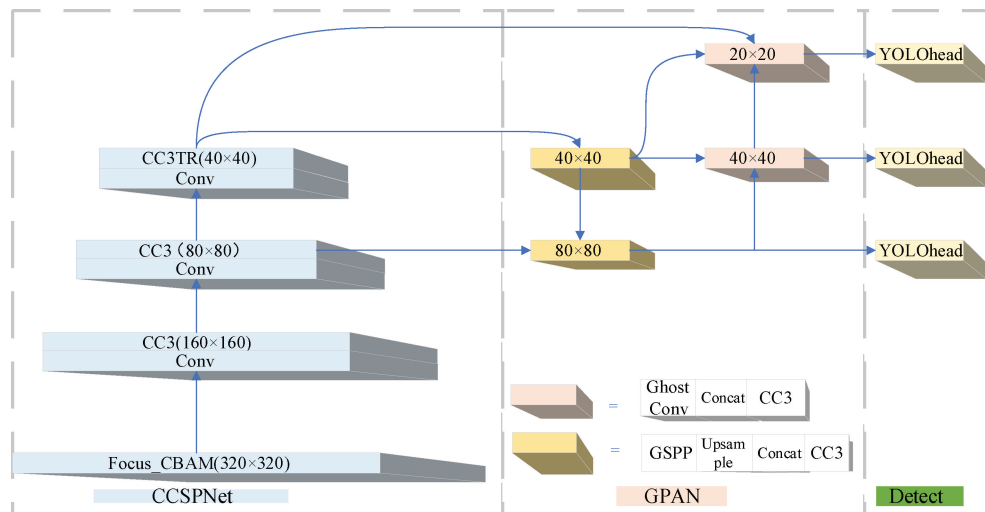 20×20
YOLOhead
CC3TR(40×40)
Conv
40×40
40×40
YOLOhead
CC3（80×80）
Conv
80×80
YOLOhead
CC3(160×160)
Conv
Ghost
Conv
Concat
CC3
=
Focus_CBAM(320×320)
=
GSPP
Upsam
ple
Concat
CC3
CCSPNet
GPAN
Detect